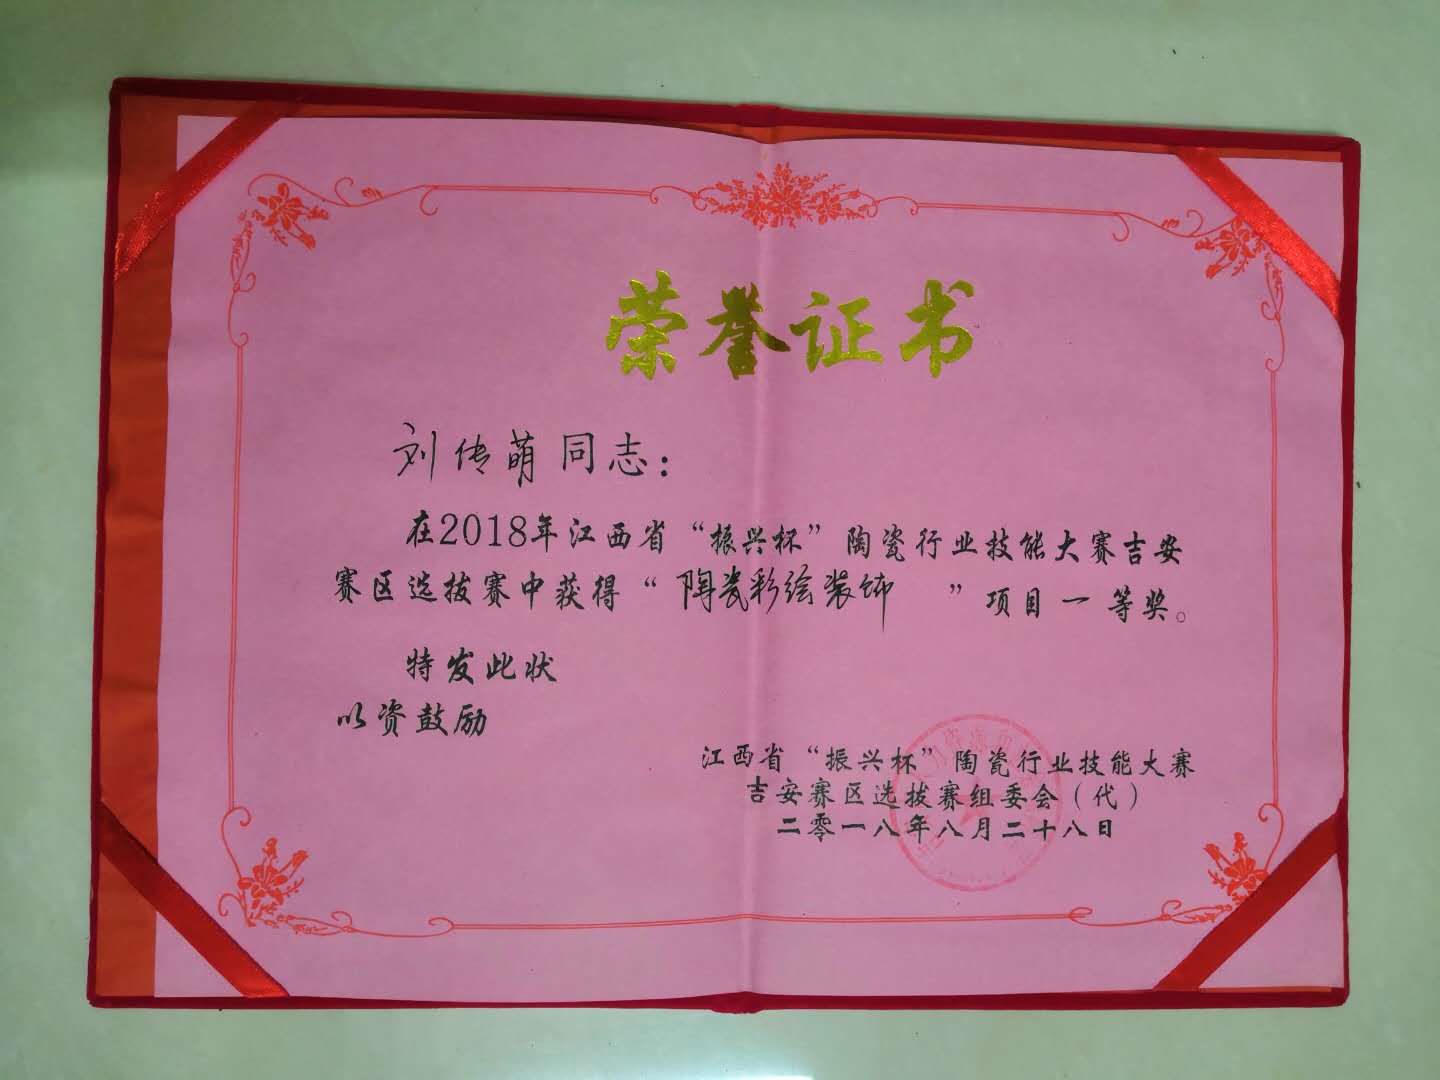 荣誉证书
刘传萌同志：
在2018年江西省“振兴杯”陶瓷行业技能大赛吉安
赛区选拔赛中获得“陶瓷彩绘装饰”项目一等奖。
特发此状
以资鼓励
江西省“振兴杯”陶瓷行业技能大赛
吉安赛区选拔赛组委会（代）
二零一八年八月二十八日